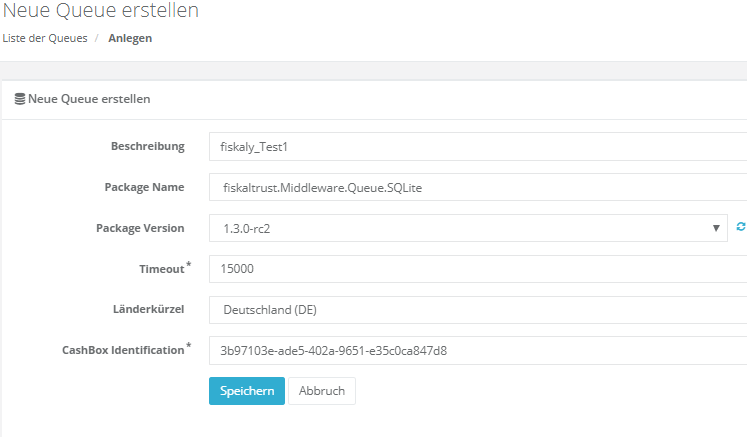 Neue Queue erstellen
Liste der Queues / Anlegen
Neue Queue erstellen
Beschreibung fiskaly_Test1
Package Name fiskaltrust.Middleware.Queue.SQLite
Package Version 1.3.0-rc2
Timeout* 15000
Länderkürzel Deutschland (DE)
CashBox Identification* 3b97103e-ade5-402a-9651-e35c0ca847d8
Speichern Abbruch